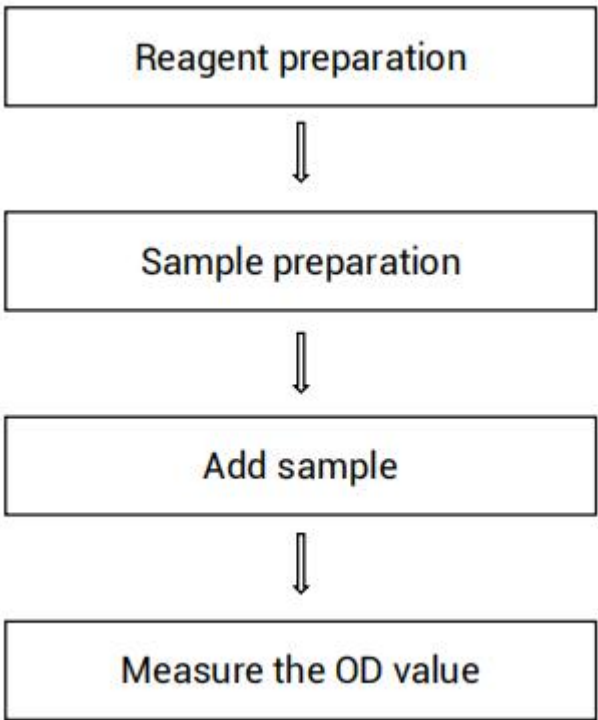 Reagent preparation
Sample preparation
Add sample
Measure the OD value